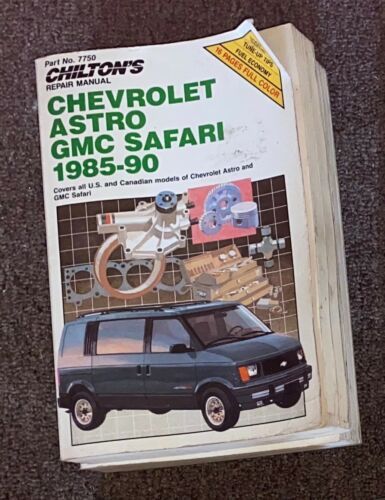 Part No. 7750
CHILTON'S
REPAIR MANUAL
TUNE-UP TIPS
FUEL ECONOMY
16 PAGES FULL COLOR
CHEVROLET
ASTRO
GMC SAFARI
1985-90
Covers all U.S. and Canadian models of Chevrolet Astro and
GMC Safari